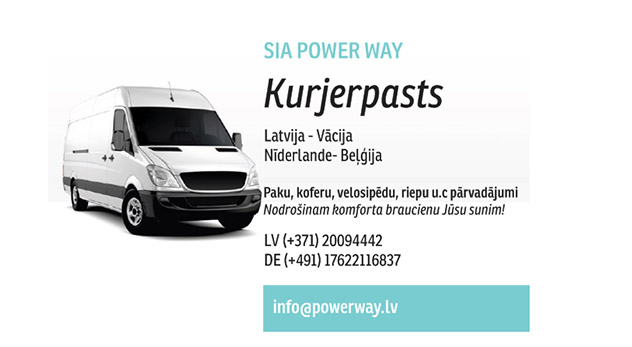 SIA POWER WAY
Kurjerpasts
Latvija - Vācija
Nīderlande- Beļģija
Paku, koferu, velosipēdu, riepu u.c pārvadājumi
Nodrošinam komforta braucienu Jūsu sunim!
LV (+371) 20094442
DE (+491) 17622116837
info@powerway.lv